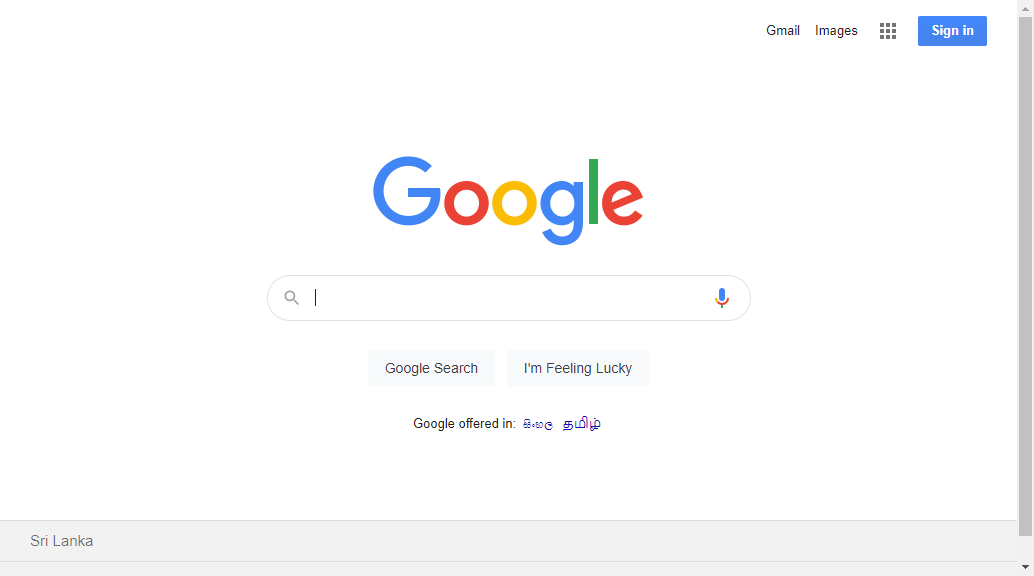 Gmail Images Sign in
Google
Google Search I'm Feeling Lucky
Google offered in: සිංහල தமிழ்
Sri Lanka